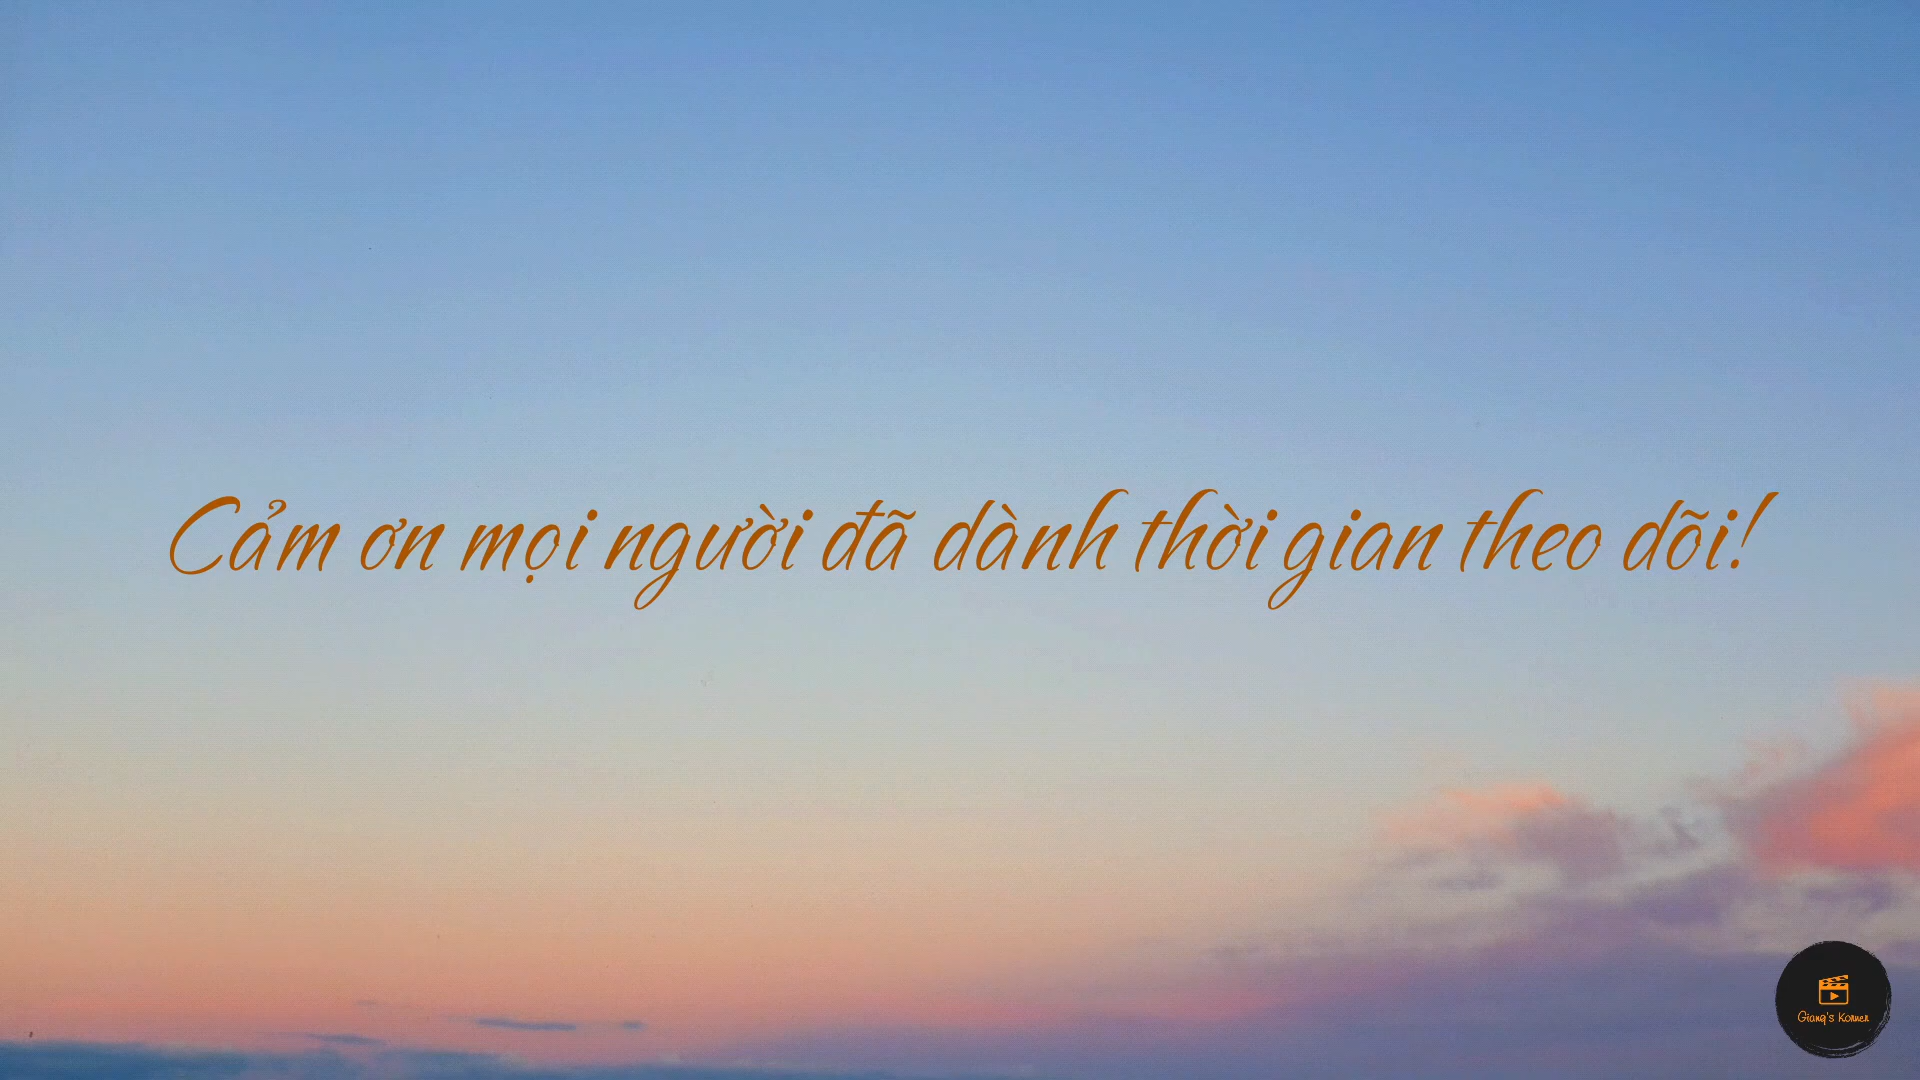 Cảm ơn mọi người đã dành thời gian theo dõi!
Giang's Korner